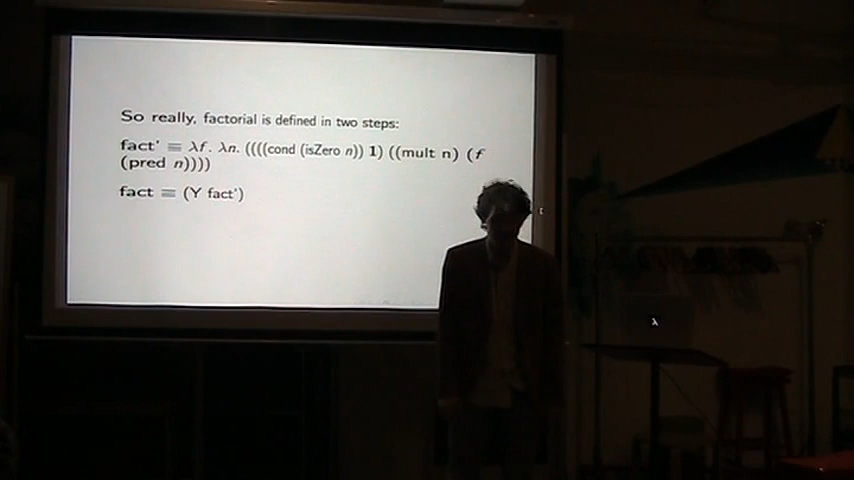 So really, factorial is defined in two steps:
fact' ≡ λf. λn. ((((cond (isZero n)) 1) ((mult n) (f
(pred n))))
fact ≡ (Y fact')
λ